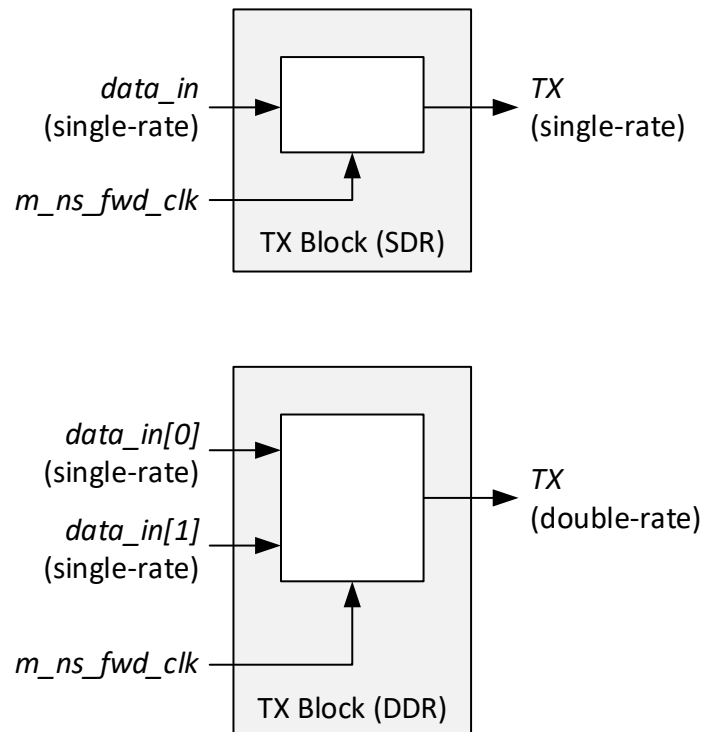 data_in
(single-rate)
TX
(single-rate)
m_ns_fwd_clk
TX Block (SDR)
data_in[0]
(single-rate)
TX
(double-rate)
data_in[1]
(single-rate)
m_ns_fwd_clk
TX Block (DDR)